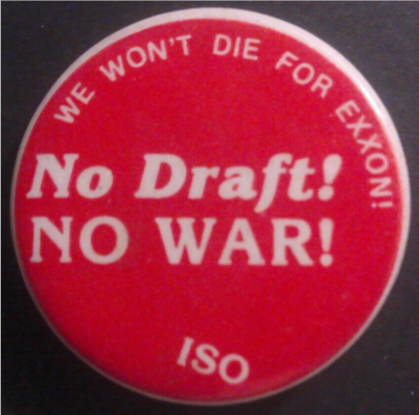 WE WON'T DIE FOR EXXON!
No Draft!
NO WAR!
ISO